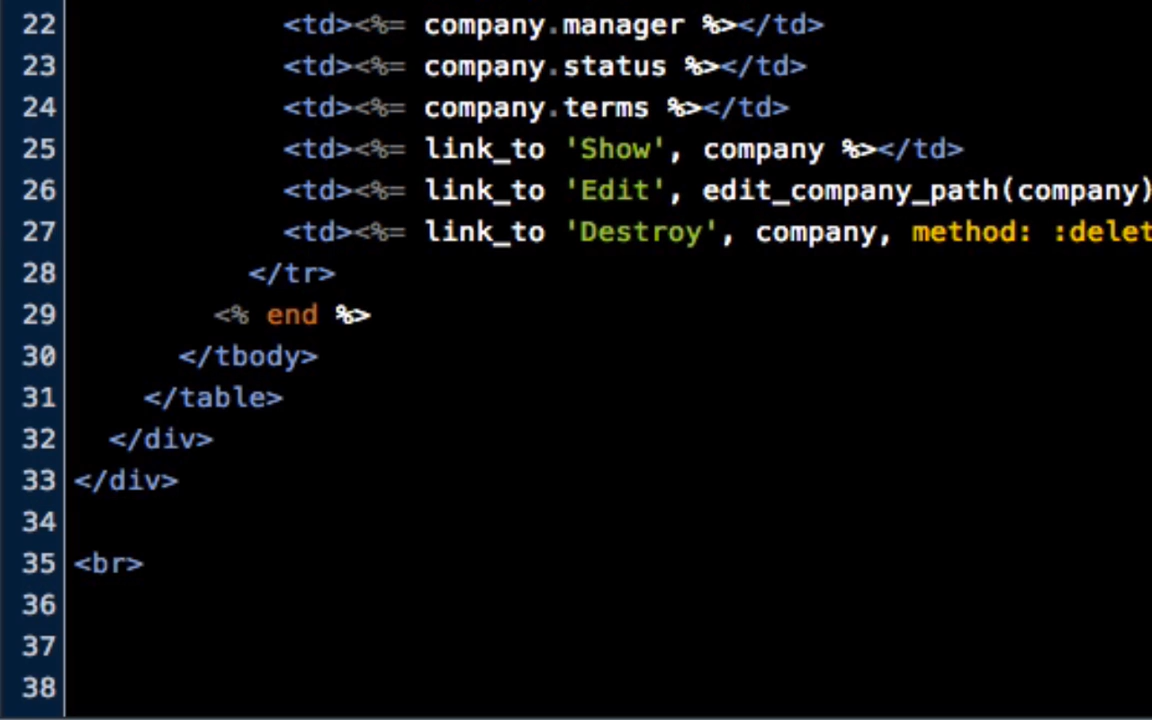 22 <td><%= company.manager %></td>
23 <td><%= company.status %></td>
24 <td><%= company.terms %></td>
25 <td><%= link_to 'Show', company %></td>
26 <td><%= link_to 'Edit', edit_company_path(company)
27 <td><%= link_to 'Destroy', company, method: :delet
28 </tr>
29 <% end %>
30 </tbody>
31 </table>
32 </div>
33 </div>
34
35 <br>
36
37
38